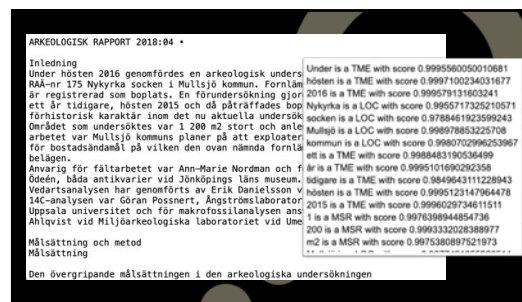 ARKEOLOGISK RAPPORT 2018:04 •
Inledning
Under hösten 2016 genomfördes en arkeologisk unders
RAÄ-nr 175 Nykyrka socken i Mullsjö kommun. Fornläm
är registrerad som boplats. En förundersökning gjor
ett år tidigare, hösten 2015 och då påträffades bop
förhistorisk karaktär inom det nu aktuella undersök
Området som undersöktes var 1 200 m2 stort och anle
arbetet var Mullsjö kommuns planer på att exploater
för bostadsändamål på vilken den ovan nämnda fornlä
belägen.
Anvarig för fältarbetet var Ann-Marie Nordman och f
Ödeén, båda antikvarier vid Jönköpings läns museum.
Vedartsanalysen har genomförts av Erik Danielsson v
14C-analysen var Göran Possnert, Ångströmslaborator
Uppsala universitet och för makrofossilanalysen ans
Ahlqvist vid Miljöarkeologiska laboratoriet vid Ume
Målsättning och metod
Målsättning
Den övergripande målsättningen i den arkeologiska undersökningen
Under is a TME with score 0.9995560050010681
hösten is a TME with score 0.9997100234031677
2016 is a TME with score 0.999579131603241
Nykyrka is a LOC with score 0.9955717325210571
socken is a LOC with score 0.9788461923599243
Mullsjö is a LOC with score 0.998978853225708
kommun is a LOC with score 0.9980702996253967
ett is a TME with score 0.9988483190536499
år is a TME with score 0.9995101690292358
tidigare is a TME with score 0.9849643111228943
hösten is a TME with score 0.9995123147964478
2015 is a TME with score 0.9996029734611511
1 is a MSR with score 0.9976398944854736
200 is a MSR with score 0.9993332028388977
m2 is a MSR with score 0.9975380897521973